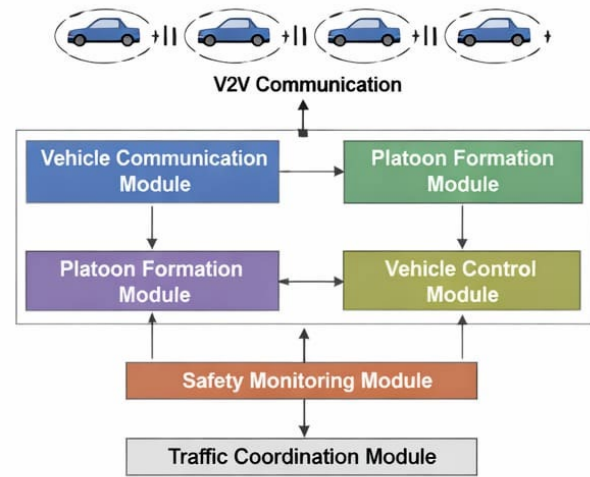 V2V Communication
Vehicle Communication
Module
Platoon Formation
Module
Platoon Formation
Module
Vehicle Control
Module
Safety Monitoring Module
Traffic Coordination Module